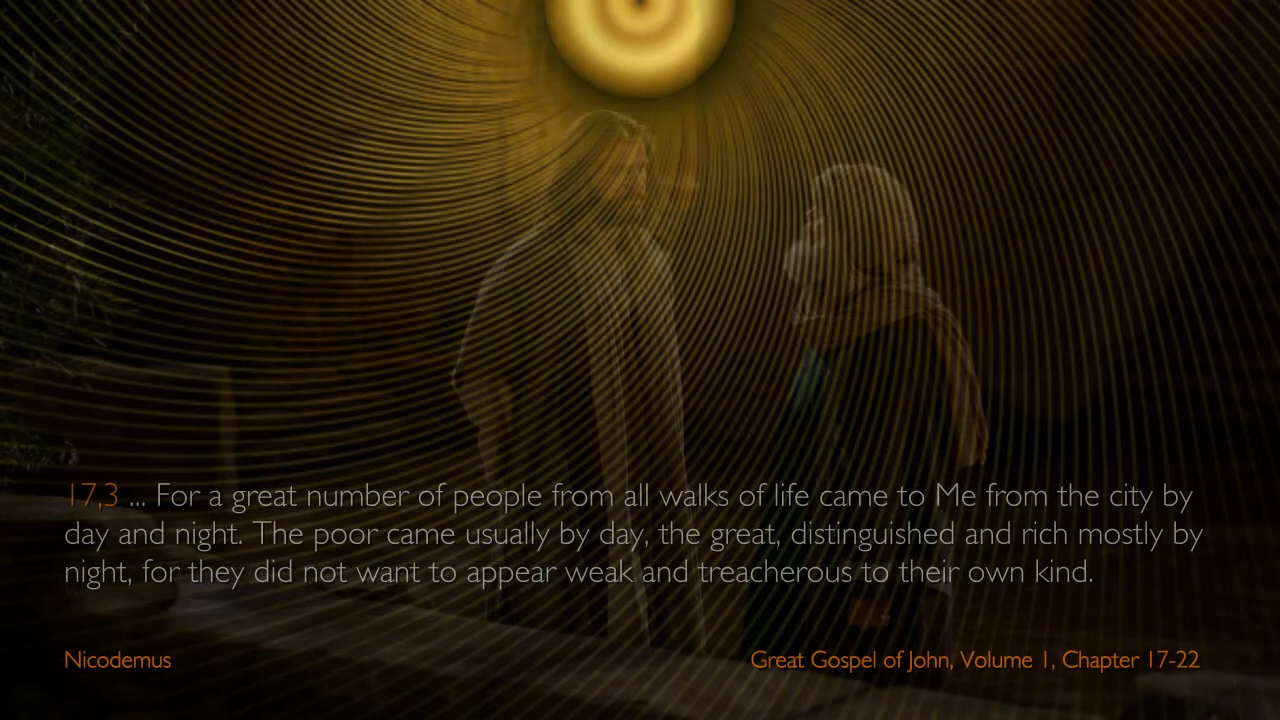 17,3 ... For a great number of people from all walks of life came to Me from the city by
day and night. The poor came usually by day, the great, distinguished and rich mostly by
night, for they did not want to appear weak and treacherous to their own kind.
Nicodemus
Great Gospel of John, Volume 1, Chapter 17-22